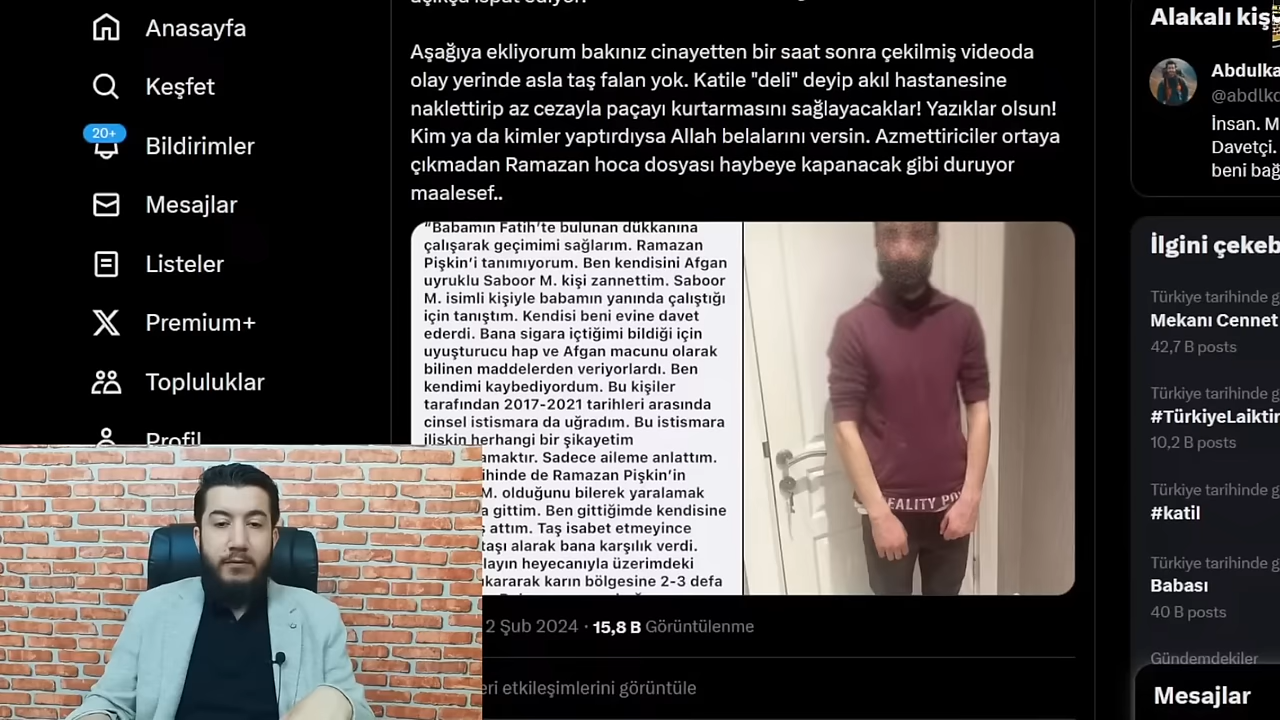 Anasayfa
Keşfet
20+
Bildirimler
Mesajlar
Listeler
Premium+
Topluluklar
Profil
Aşağıya ekliyorum bakınız cinayetten bir saat sonra çekilmiş videoda
olay yerinde asla taş falan yok. Katile "deli" deyip akıl hastanesine
naklettirip az cezayla paçayı kurtarmasını sağlayacaklar! Yazıklar olsun!
Kim ya da kimler yaptırdıysa Allah belalarını versin. Azmettiriciler ortaya
çıkmadan Ramazan hoca dosyası haybeye kapanacak gibi duruyor
maalesef..
"Babamın Fatih'te bulunan dükkanına
çalışarak geçimimi sağlarım. Ramazan
Pişkin'i tanımıyorum. Ben kendisini Afgan
uyruklu Saboor M. kişi zannettim. Saboor
M. isimli kişiyle babamın yanında çalıştığı
için tanıştım. Kendisi beni evine davet
ederdi. Bana sigara içtiğimi bildiği için
uyuşturucu hap ve Afgan macunu olarak
bilinen maddelerden veriyorlardı. Ben
kendimi kaybediyordum. Bu kişiler
tarafından 2017-2021 tarihleri arasında
cinsel istismara da uğradım. Bu istismara
ilişkin herhangi bir şikayetim
amaktır. Sadece aileme anlattım.
ihinde de Ramazan Pişkin'in
M. olduğunu bilerek yaralamak
a gittim. Ben gittiğimde kendisine
ş attım. Taş isabet etmeyince
taşı alarak bana karşılık verdi.
layın heyecanıyla üzerimdeki
ıkararak karın bölgesine 2-3 defa
EALITY PO
2 Şub 2024 · 15,8 B Görüntülenme
eri etkileşimlerini görüntüle
Alakalı kiş
Abdulka
@abdlkd
İnsan. M
Davetçi.
beni bağ
İlgini çekeb
Türkiye tarihinde g
Mekanı Cennet
42,7 B posts
Türkiye tarihinde g
#TürkiyeLaiktir
10,2 B posts
Türkiye tarihinde g
#katil
Türkiye tarihinde g
Babası
40 B posts
Gündemdekiler
Mesajlar